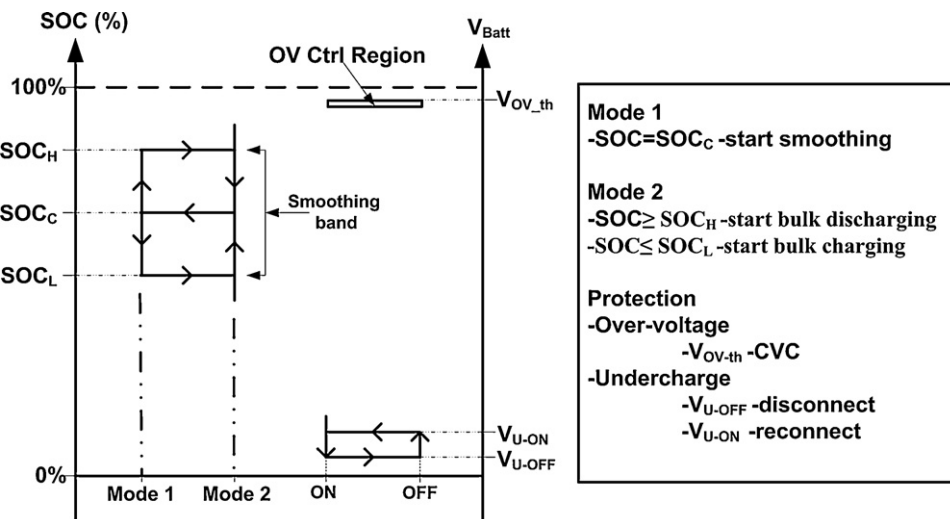 SOC (%)
V_Batt
OV Ctrl Region
100%
V_OV_th
SOC_H
SOC_C
Smoothing
band
SOC_L
V_U-ON
V_U-OFF
0%
Mode 1
Mode 2
ON
OFF
Mode 1
-SOC=SOC_C -start smoothing
Mode 2
-SOC≥ SOC_H -start bulk discharging
-SOC≤ SOC_L -start bulk charging
Protection
-Over-voltage
-V_OV-th -CVC
-Undercharge
-V_U-OFF -disconnect
-V_U-ON -reconnect